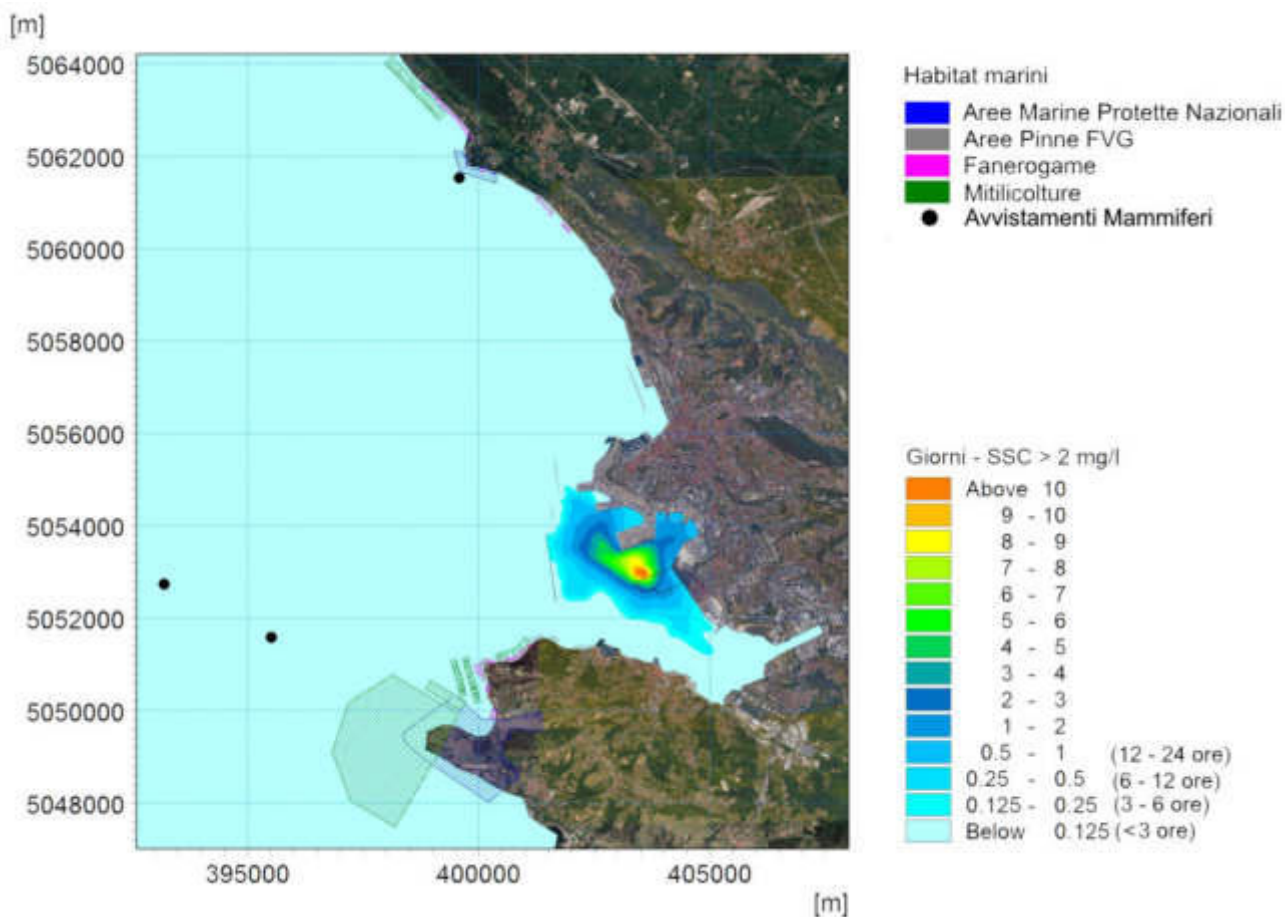 [m]
5064000
5062000
5060000
5058000
5056000
5054000
5052000
5050000
5048000
395000
400000
405000
[m]
Habitat marini
Aree Marine Protette Nazionali
Aree Pinne FVG
Fanerogame
Mitilicolture
Avvistamenti Mammiferi
Giorni - SSC > 2 mg/l
Above 10
9 - 10
8 - 9
7 - 8
6 - 7
5 - 6
4 - 5
3 - 4
2 - 3
1 - 2
0.5 - 1 (12 - 24 ore)
0.25 - 0.5 (6 - 12 ore)
0.125 - 0.25 (3 - 6 ore)
Below 0.125 (<3 ore)